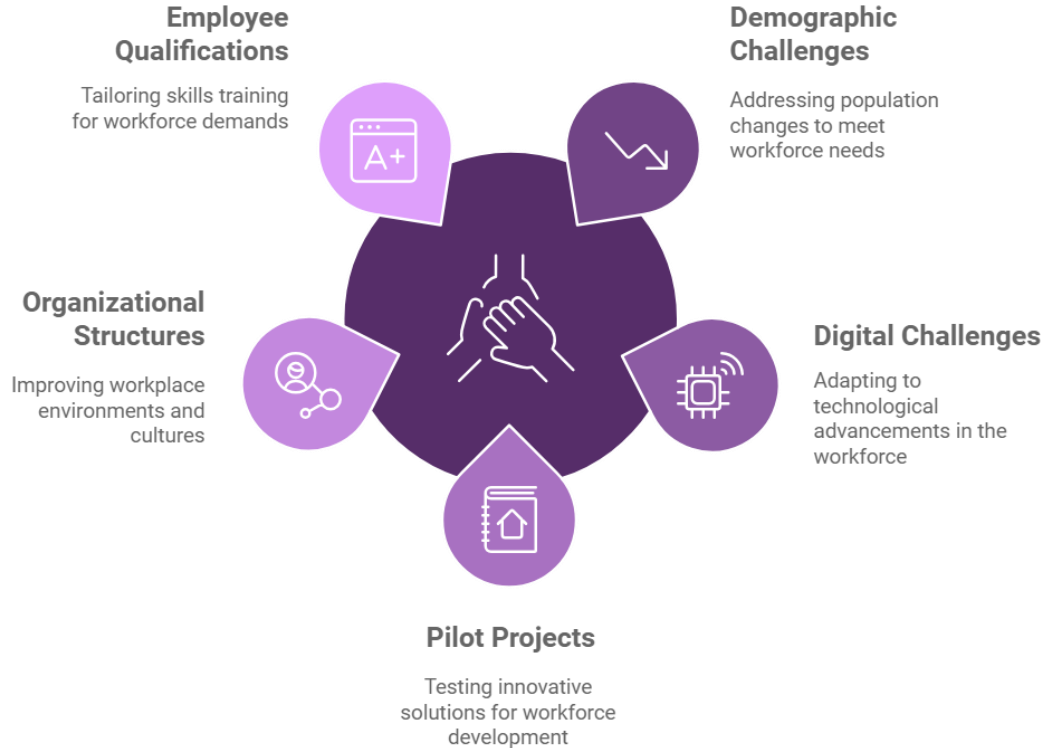 Employee
Qualifications
Tailoring skills training
for workforce demands
A+
Demographic
Challenges
Addressing population
changes to meet
workforce needs
Organizational
Structures
Improving workplace
environments and
cultures
Digital Challenges
Adapting to
technological
advancements in the
workforce
Pilot Projects
Testing innovative
solutions for workforce
development